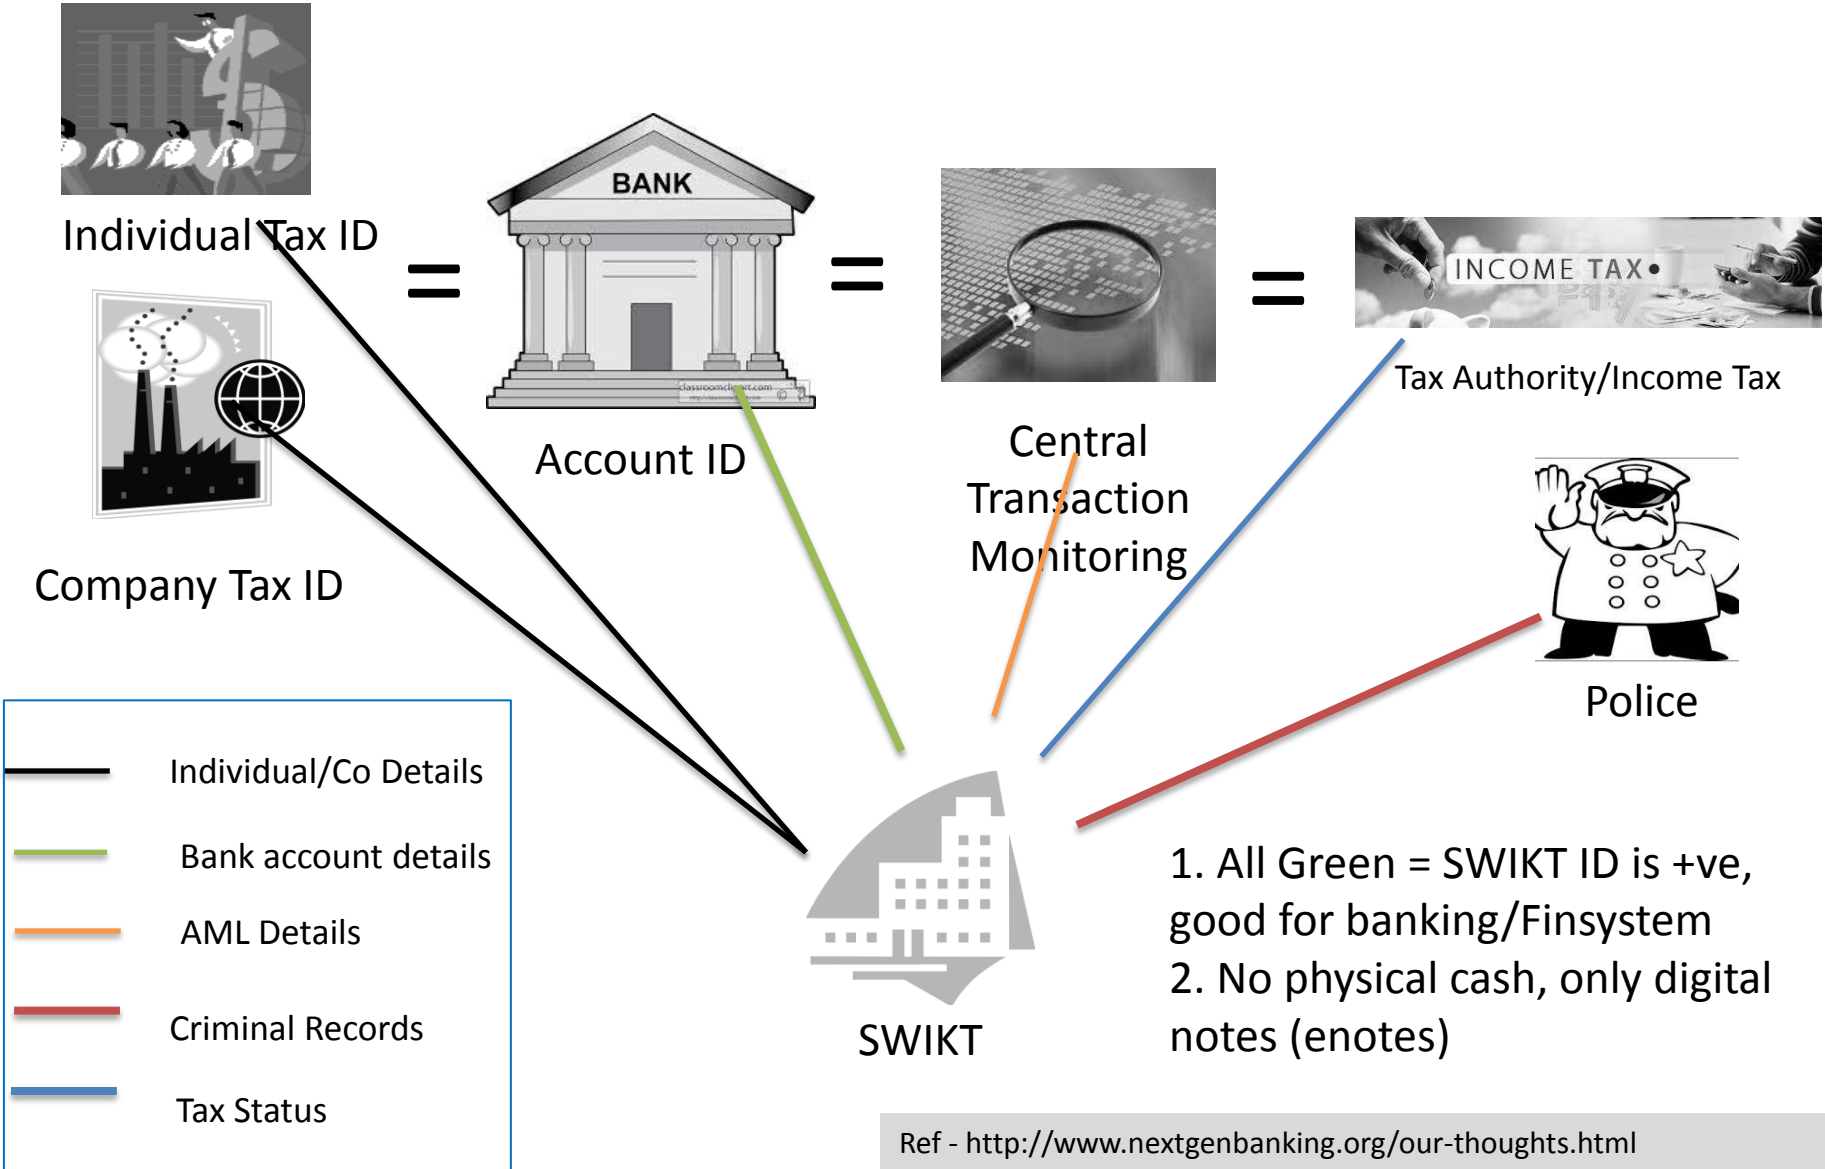 BANK
INCOME TAX
classroomclipart.com
©
Individual Tax ID
=
=
=
Account ID
Central
Transaction
Monitoring
Tax Authority/Income Tax
Company Tax ID
Police
Individual/Co Details
Bank account details
AML Details
Criminal Records
Tax Status
SWIKT
1. All Green = SWIKT ID is +ve,
good for banking/Finsystem
2. No physical cash, only digital
notes (enotes)
Ref - http://www.nextgenbanking.org/our-thoughts.html